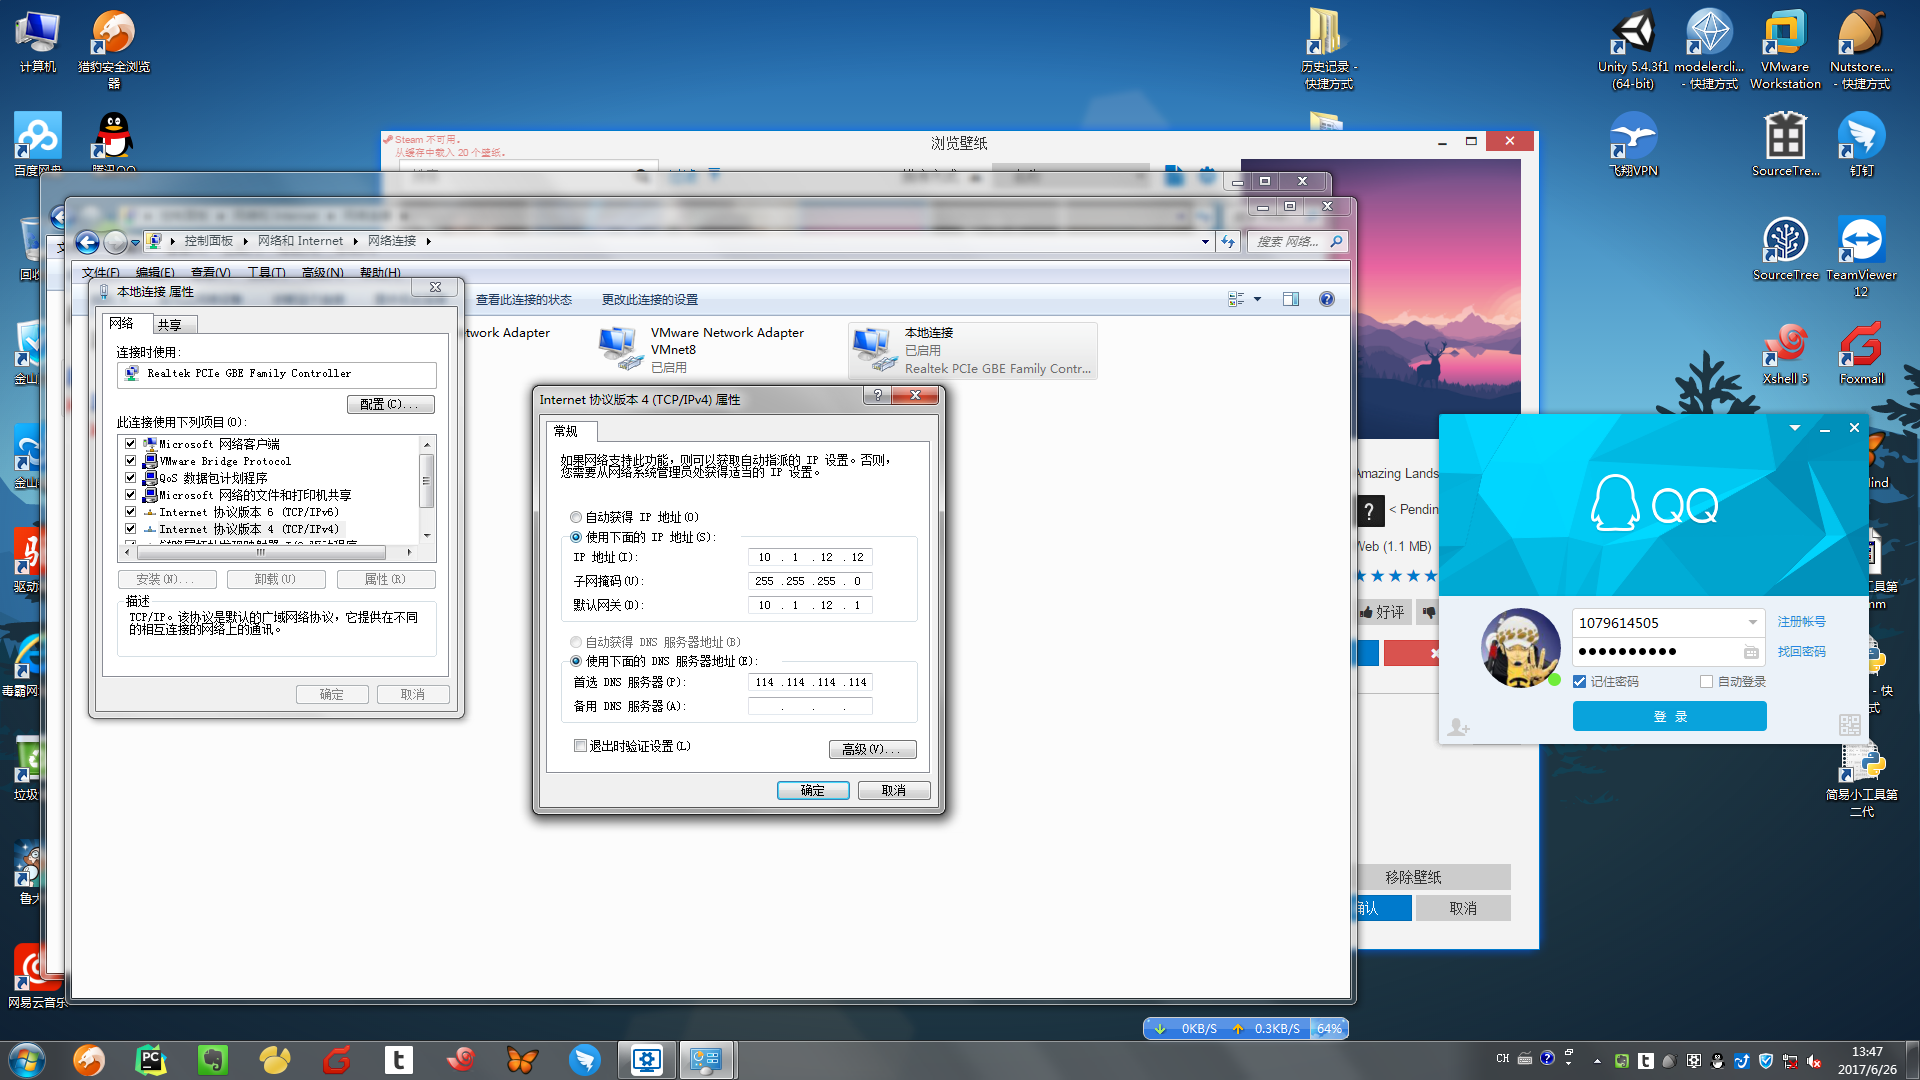 计算机
猎豹安全浏览器
百度网盘
历史记录 - 快捷方式
Unity 5.4.3f1 (64-bit)
modelercli... - 快捷方式
VMware Workstation
Nutstore.... - 快捷方式
飞翔VPN
SourceTre...
钉钉
SourceTree
TeamViewer 12
Xshell 5
Foxmail
Steam 不可用。
从缓存中载入 20 个壁纸。
浏览壁纸
控制面板
网络和 Internet
网络连接
搜索 网络...
文件(F)
编辑(E)
查看(V)
工具(T)
高级(N)
帮助(H)
查看此连接的状态
更改此连接的设置
twork Adapter
VMware Network Adapter
VMnet8
已启用
本地连接
已启用
Realtek PCIe GBE Family Contr...
本地连接 属性
网络
共享
连接时使用:
Realtek PCIe GBE Family Controller
配置(C)...
此连接使用下列项目(O):
Microsoft 网络客户端
VMware Bridge Protocol
QoS 数据包计划程序
Microsoft 网络的文件和打印机共享
Internet 协议版本 6 (TCP/IPv6)
Internet 协议版本 4 (TCP/IPv4)
安装(N)...
卸载(U)
属性(R)
描述
TCP/IP。该协议是默认的广域网络协议，它提供在不同
的相互连接的网络上的通讯。
确定
取消
Internet 协议版本 4 (TCP/IPv4) 属性
常规
如果网络支持此功能，则可以获取自动指派的 IP 设置。否则，
您需要从网络系统管理员处获得适当的 IP 设置。
自动获得 IP 地址(O)
使用下面的 IP 地址(S):
IP 地址(I):
10 . 1 . 12 . 12
子网掩码(U):
255 .255 .255 . 0
默认网关(D):
10 . 1 . 12 . 1
自动获得 DNS 服务器地址(B)
使用下面的 DNS 服务器地址(E):
首选 DNS 服务器(P):
114 .114 .114 .114
备用 DNS 服务器(A):
退出时验证设置(L)
高级(V)...
确定
取消
Amazing Lands
< Pendin
Web (1.1 MB)
好评
移除壁纸
确认
取消
QQ
1079614505
注册帐号
找回密码
记住密码
自动登录
登 录
简易小工具第二代
网易云音乐
0KB/S
0.3KB/S
64%
CH
13:47
2017/6/26